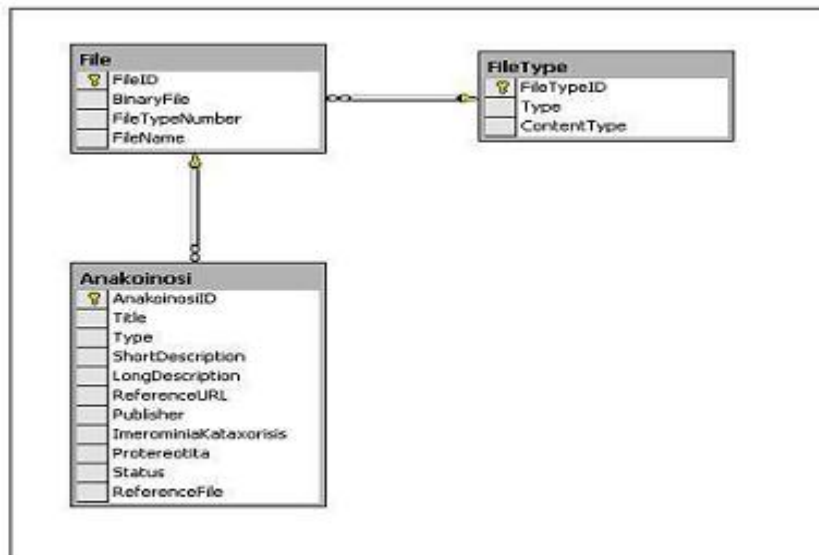 File
FileID
BinaryFile
FileTypeNumber
FileName
FileType
FileTypeID
Type
ContentType
Anakoinosi
AnakoinosiID
Title
Type
ShortDescription
LongDescription
ReferenceURL
Publisher
ImerominiaKataxorisis
Protereotita
Status
ReferenceFile